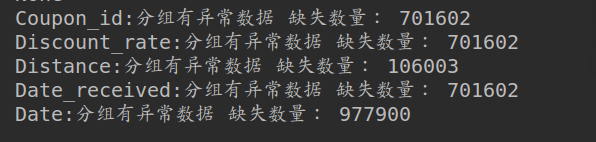 None
Coupon_id:分组有异常数据 缺失数量： 701602
Discount_rate:分组有异常数据 缺失数量： 701602
Distance:分组有异常数据 缺失数量： 106003
Date_received:分组有异常数据 缺失数量： 701602
Date:分组有异常数据 缺失数量： 977900